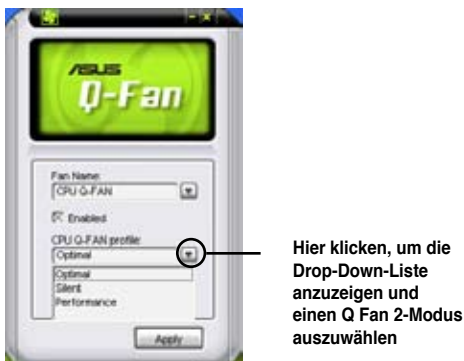 ASUS
Q-Fan
Fan Name:
CPU Q-FAN
Enabled
CPU Q-FAN profile:
Optimal
Optimal
Silent
Performance
Apply
Hier klicken, um die
Drop-Down-Liste
anzuzeigen und
einen Q Fan 2-Modus
auszuwählen